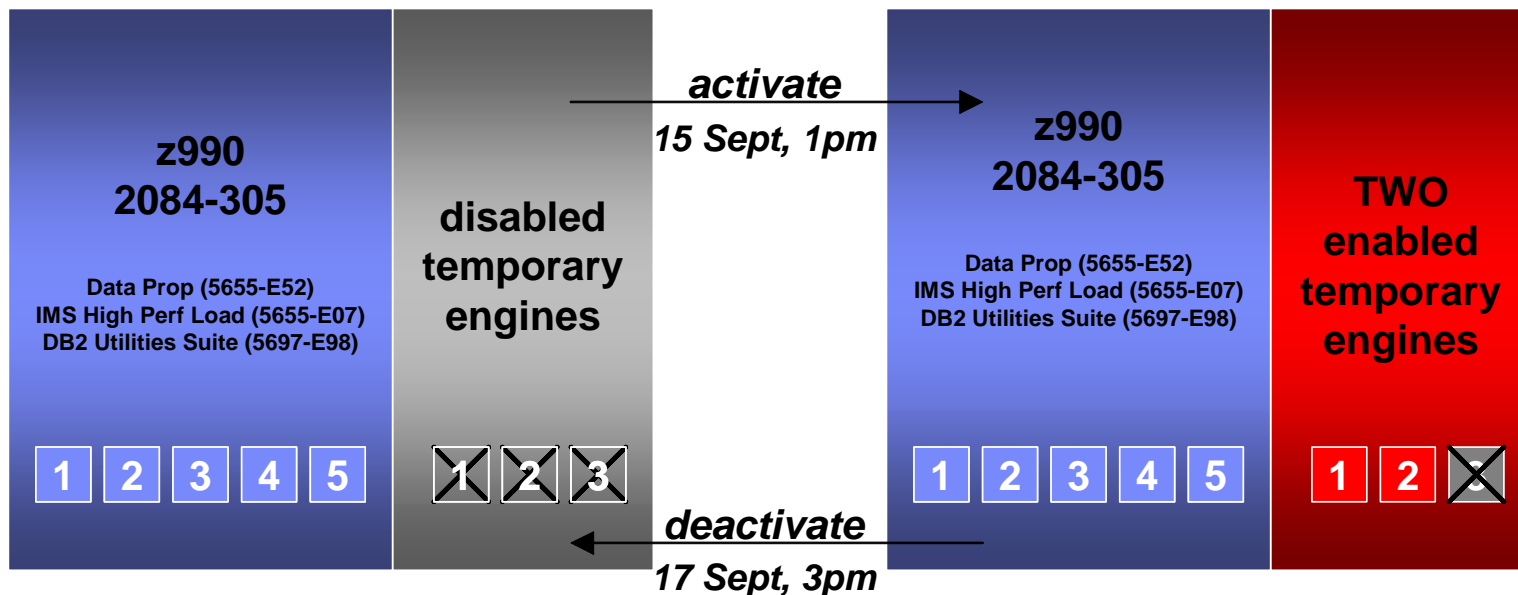 z990
2084-305
Data Prop (5655-E52)
IMS High Perf Load (5655-E07)
DB2 Utilities Suite (5697-E98)
1 2 3 4 5
disabled
temporary
engines
1 2 3
activate
15 Sept, 1pm
deactivate
17 Sept, 3pm
z990
2084-305
Data Prop (5655-E52)
IMS High Perf Load (5655-E07)
DB2 Utilities Suite (5697-E98)
1 2 3 4 5
TWO
enabled
temporary
engines
1 2